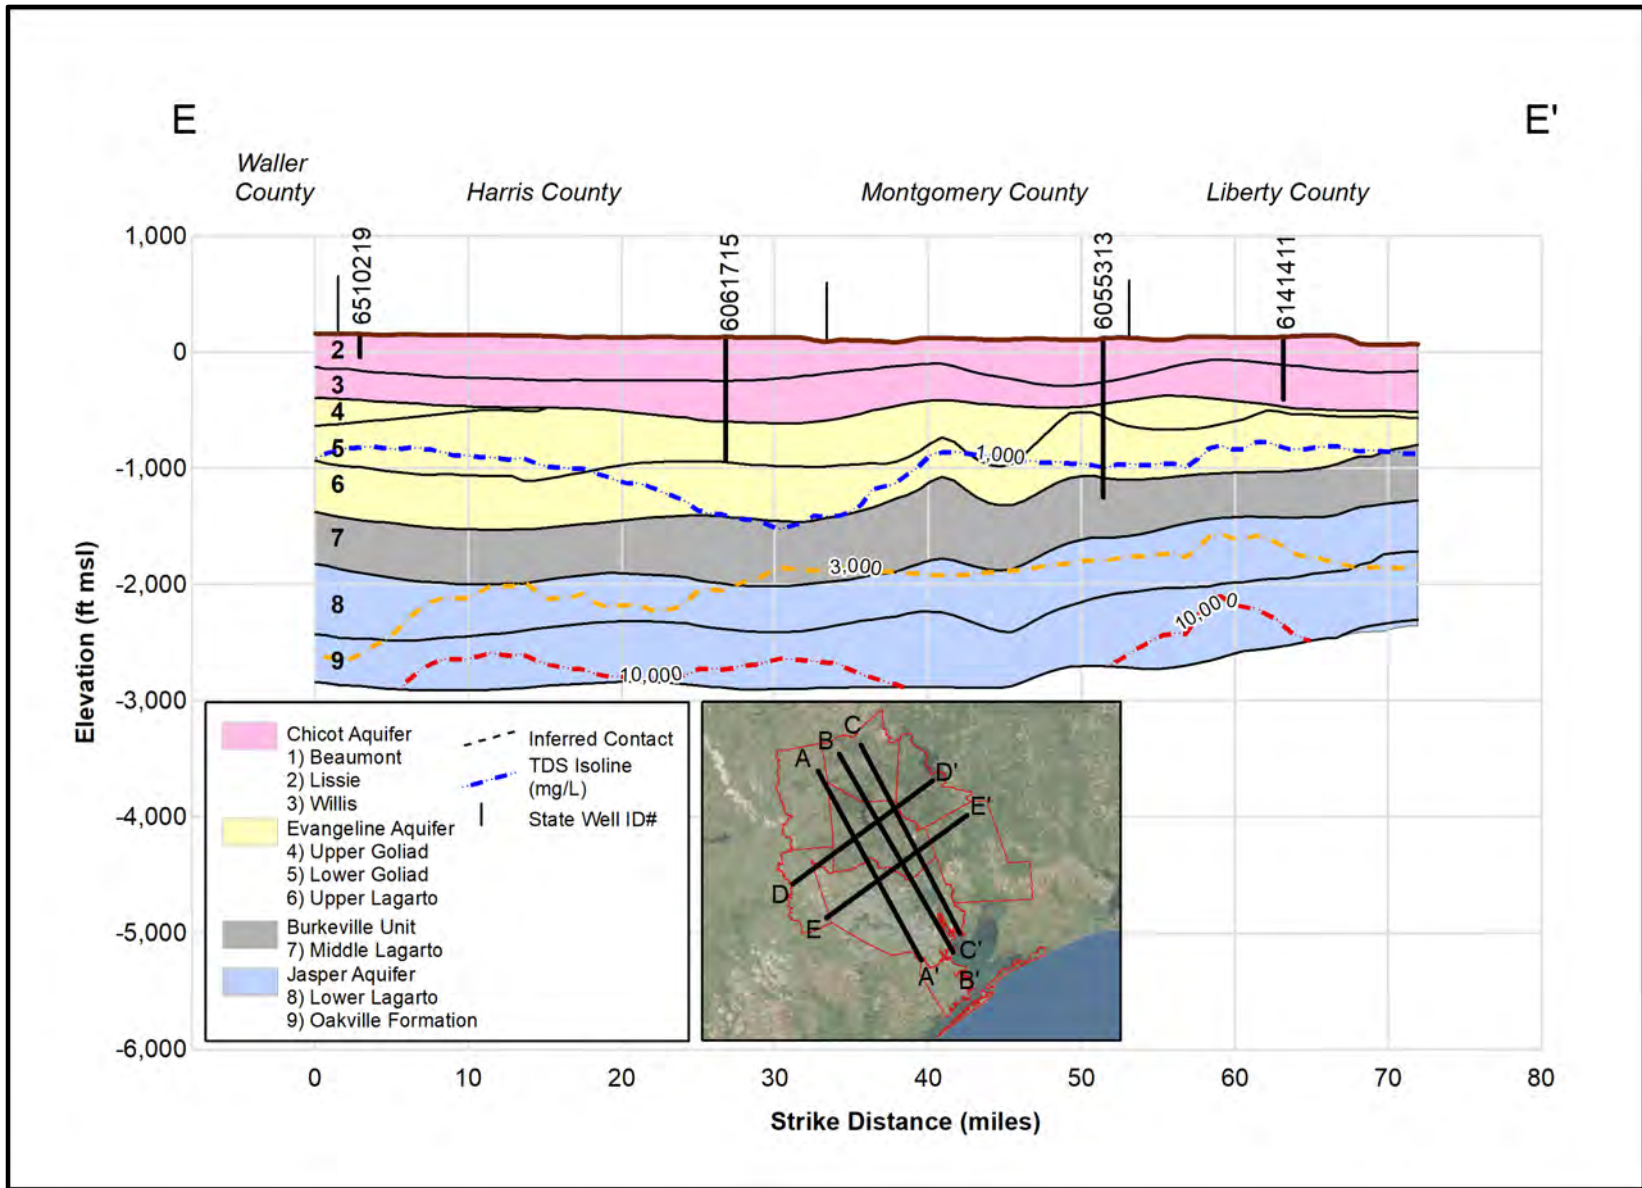 E
E'
Waller
County
Harris County
Montgomery County
Liberty County
1,000
0
-1,000
-2,000
-3,000
-4,000
-5,000
-6,000
Elevation (ft msl)
6510219
6061715
6055313
6141411
2
3
4
5
6
7
8
9
1,000
3,000
10,000
10,000
Chicot Aquifer
1) Beaumont
2) Lissie
3) Willis
Evangeline Aquifer
4) Upper Goliad
5) Lower Goliad
6) Upper Lagarto
Burkeville Unit
7) Middle Lagarto
Jasper Aquifer
8) Lower Lagarto
9) Oakville Formation
Inferred Contact
TDS Isoline
(mg/L)
State Well ID#
C
B
A
D'
E'
D
E
C'
A'
B'
0
10
20
30
40
50
60
70
80
Strike Distance (miles)